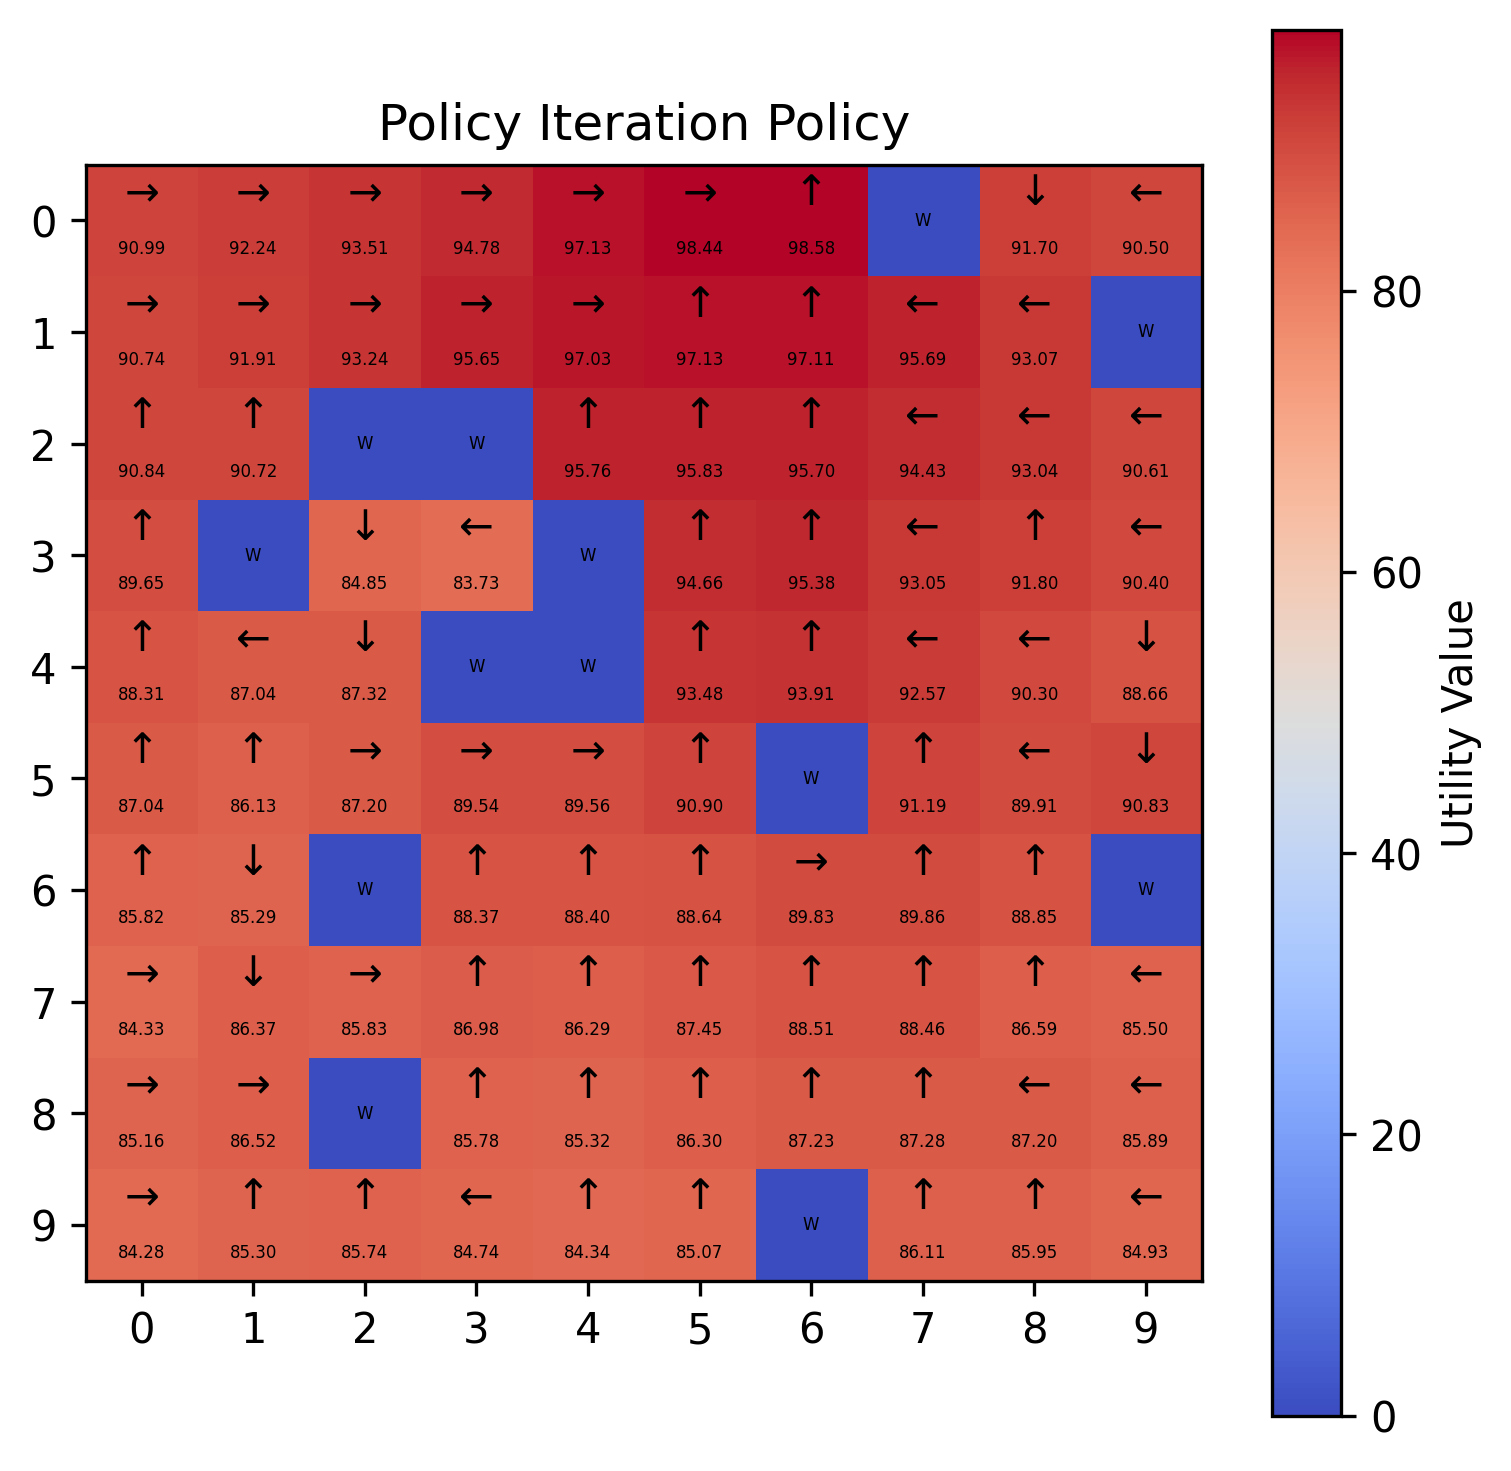 Policy Iteration Policy
0
→ → → → → → ↑ W ↓ ←
90.99 92.24 93.51 94.78 97.13 98.44 98.58 91.70 90.50
1
→ → → → → ↑ ↑ ← ← W
90.74 91.91 93.24 95.65 97.03 97.13 97.11 95.69 93.07
2
↑ ↑ W W ↑ ↑ ↑ ← ← ←
90.84 90.72 95.76 95.83 95.70 94.43 93.04 90.61
3
↑ W ↓ ← W ↑ ↑ ← ↑ ←
89.65 84.85 83.73 94.66 95.38 93.05 91.80 90.40
4
↑ ← ↓ W W ↑ ↑ ← ← ↓
88.31 87.04 87.32 93.48 93.91 92.57 90.30 88.66
5
↑ ↑ → → → ↑ W ↑ ← ↓
87.04 86.13 87.20 89.54 89.56 90.90 91.19 89.91 90.83
6
↑ ↓ W ↑ ↑ ↑ → ↑ ↑ W
85.82 85.29 88.37 88.40 88.64 89.83 89.86 88.85
7
→ ↓ → ↑ ↑ ↑ ↑ ↑ ↑ ←
84.33 86.37 85.83 86.98 86.29 87.45 88.51 88.46 86.59 85.50
8
→ → W ↑ ↑ ↑ ↑ ↑ ← ←
85.16 86.52 85.78 85.32 86.30 87.23 87.28 87.20 85.89
9
→ ↑ ↑ ← ↑ ↑ W ↑ ↑ ←
84.28 85.30 85.74 84.74 84.34 85.07 86.11 85.95 84.93
0 1 2 3 4 5 6 7 8 9
80
60
40
20
0
Utility Value